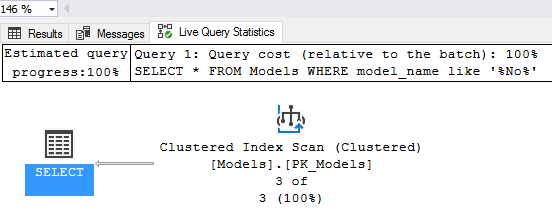 146 %
Results Messages Live Query Statistics
Estimated query progress:100%
Query 1: Query cost (relative to the batch): 100%
SELECT * FROM Models WHERE model_name like '%No%'
Clustered Index Scan (Clustered)
[Models].[PK_Models]
3 of
3 (100%)
SELECT